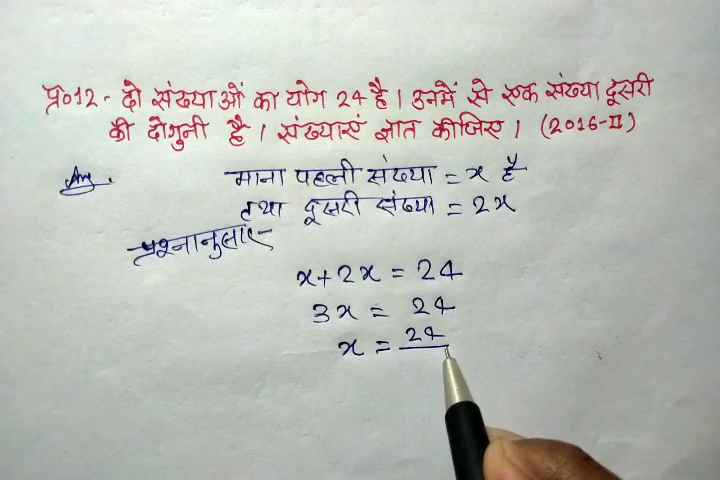 प्र०12- दो संख्याओं का योग 24 है। उनमें से एक संख्या दूसरी
की दोगुनी है। संख्याएं ज्ञात कीजिए। (2016-II)
Ans. माना पहली संख्या = x है
तथा दूसरी संख्या = 2x
प्रश्नानुसार-
x+2x = 24
3x = 24
x = 24